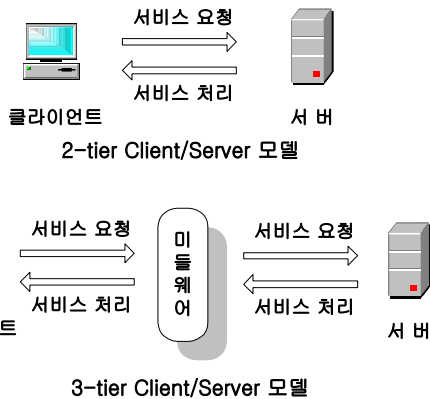 서비스 요청
서비스 처리
클라이언트
서 버
2-tier Client/Server 모델
서비스 요청
서비스 처리
트
미들웨어
서비스 요청
서비스 처리
서 버
3-tier Client/Server 모델